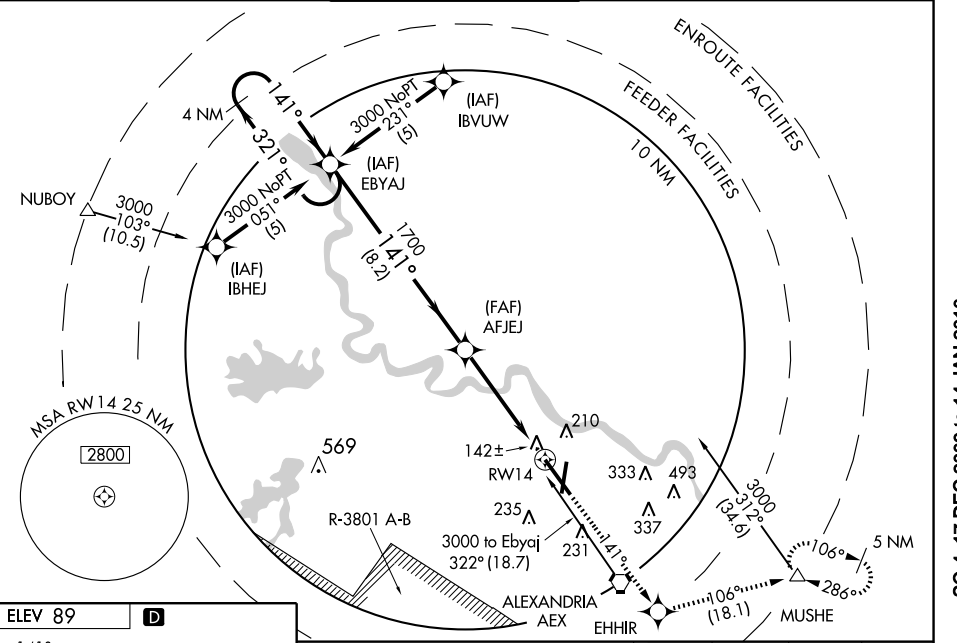 ENROUTE FACILITIES
FEEDER FACILITIES
10 NM
4 NM
141°
321°
3000 NoPT
231°
(5)
(IAF)
IBVUW
(IAF)
EBYAJ
NUBOY
3000
103°
(10.5)
3000 NoPT
051°
(5)
(IAF)
IBHEJ
1700
141°
(8.2)
(FAF)
AFJEJ
MSA RW14 25 NM
2800
569
142±
210
RW14
333
493
337
235
231
R-3801 A-B
3000 to Ebyaj
322° (18.7)
141°
3000
312°
(34.6)
106°
5 NM
286°
MUSHE
106°
(18.1)
ALEXANDRIA
AEX
EHHIR
ELEV 89
D